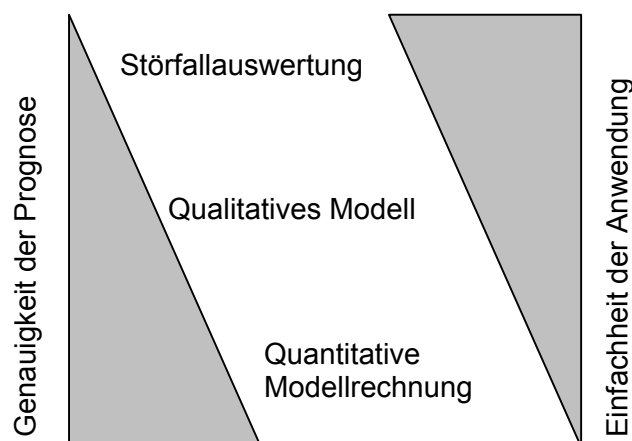 Genauigkeit der Prognose
Störfallauswertung
Qualitatives Modell
Quantitative
Modellrechnung
Einfachheit der Anwendung